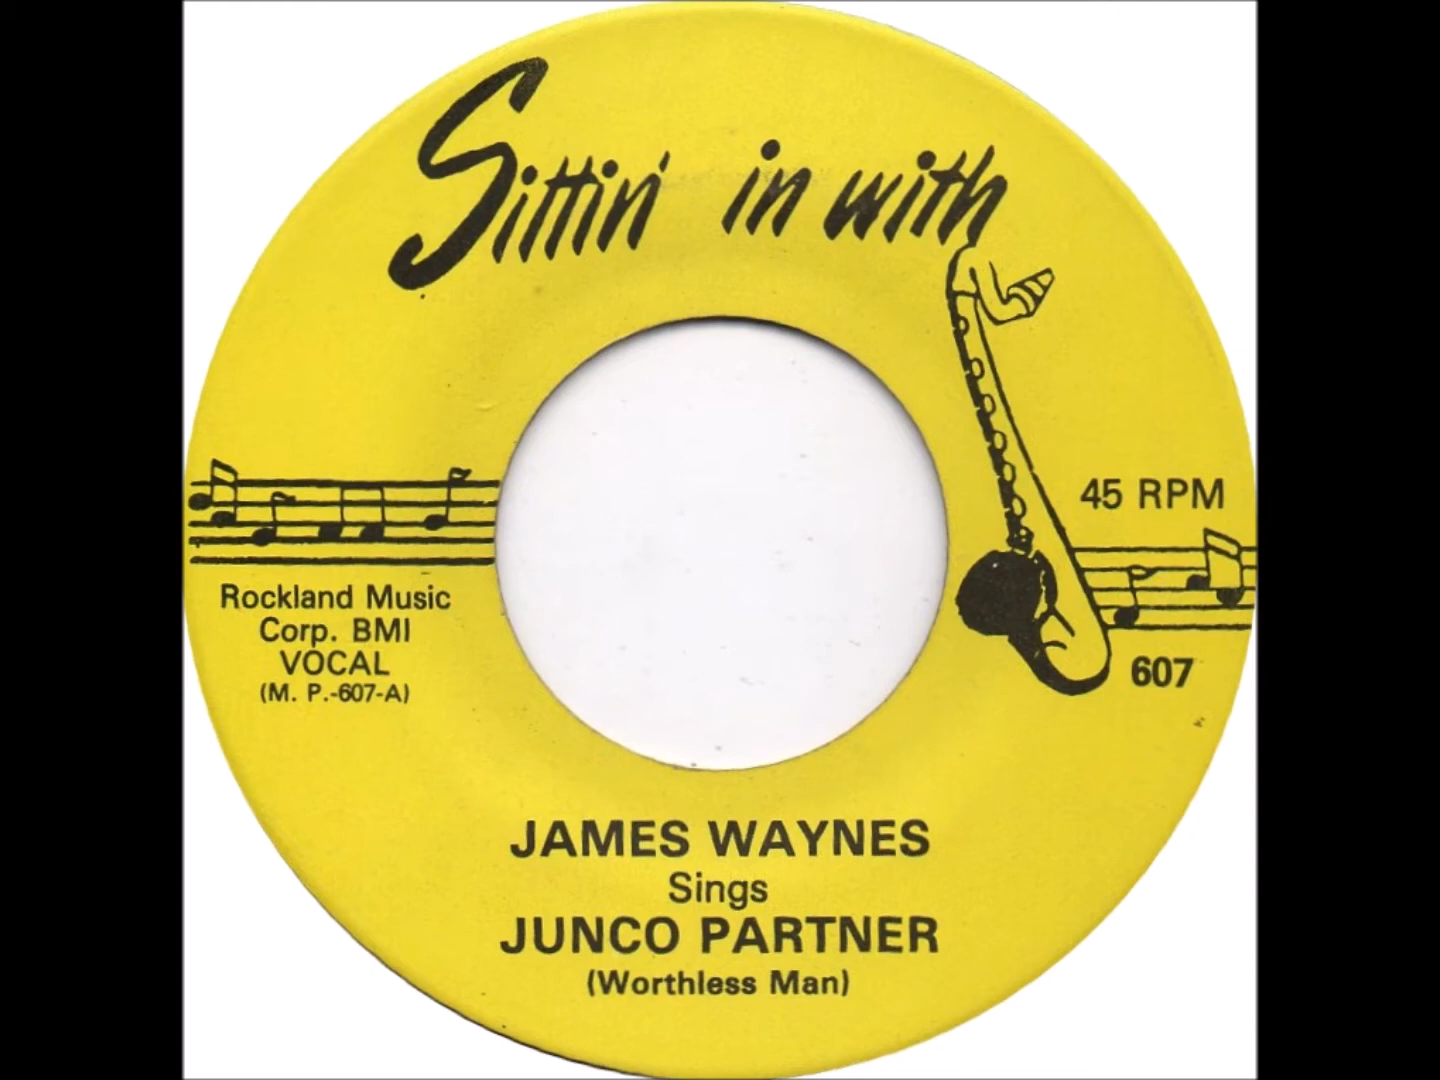 Sittin' in with
45 RPM
Rockland Music
Corp. BMI
VOCAL
(M. P.-607-A)
607
JAMES WAYNES
Sings
JUNCO PARTNER
(Worthless Man)